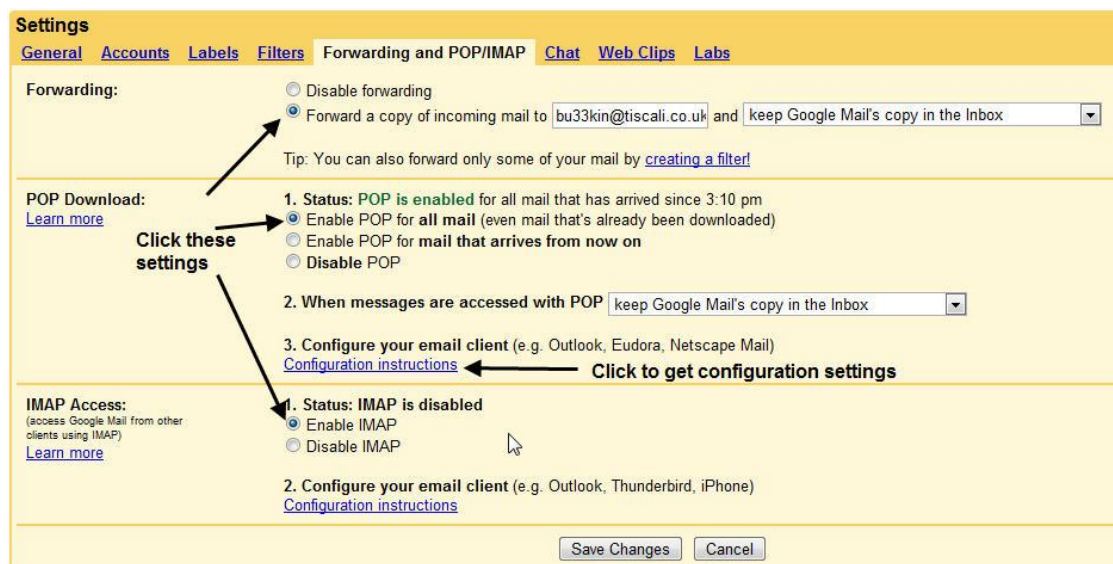 Settings
General Accounts Labels Filters Forwarding and POP/IMAP Chat Web Clips Labs
Forwarding:
Disable forwarding
Forward a copy of incoming mail to bu33kin@tiscali.co.uk and keep Google Mail's copy in the Inbox
Tip: You can also forward only some of your mail by creating a filter!
POP Download:
Learn more
1. Status: POP is enabled for all mail that has arrived since 3:10 pm
Enable POP for all mail (even mail that's already been downloaded)
Enable POP for mail that arrives from now on
Disable POP
Click these
settings
2. When messages are accessed with POP keep Google Mail's copy in the Inbox
3. Configure your email client (e.g. Outlook, Eudora, Netscape Mail)
Configuration instructions
Click to get configuration settings
IMAP Access:
(access Google Mail from other
clients using IMAP)
Learn more
1. Status: IMAP is disabled
Enable IMAP
Disable IMAP
2. Configure your email client (e.g. Outlook, Thunderbird, iPhone)
Configuration instructions
Save Changes Cancel